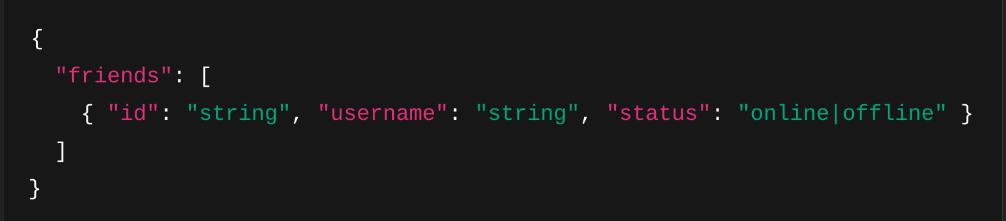 {
  "friends": [
    { "id": "string", "username": "string", "status": "online|offline" }
  ]
}